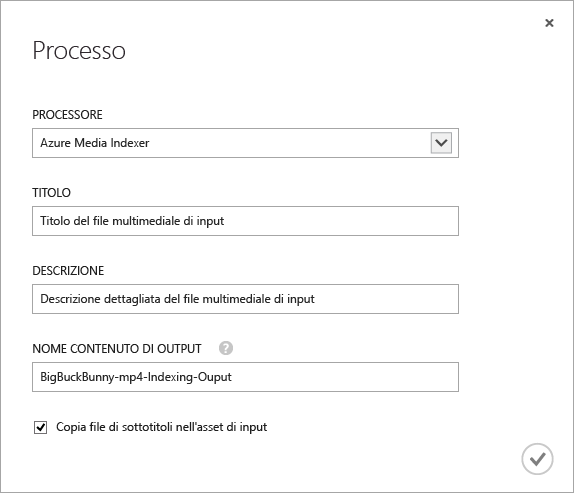 Processo
PROCESSORE
Azure Media Indexer
TITOLO
Titolo del file multimediale di input
DESCRIZIONE
Descrizione dettagliata del file multimediale di input
NOME CONTENUTO DI OUTPUT ?
BigBuckBunny-mp4-Indexing-Ouput
Copia file di sottotitoli nell'asset di input